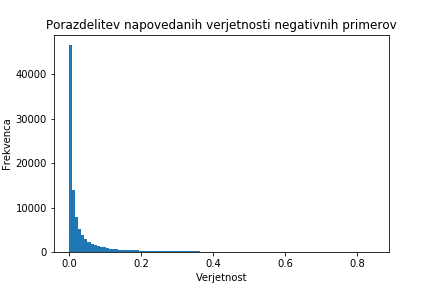 Porazdelitev napovedanih verjetnosti negativnih primerov
Frekvenca
40000
30000
20000
10000
0
0.0 0.2 0.4 0.6 0.8
Verjetnost